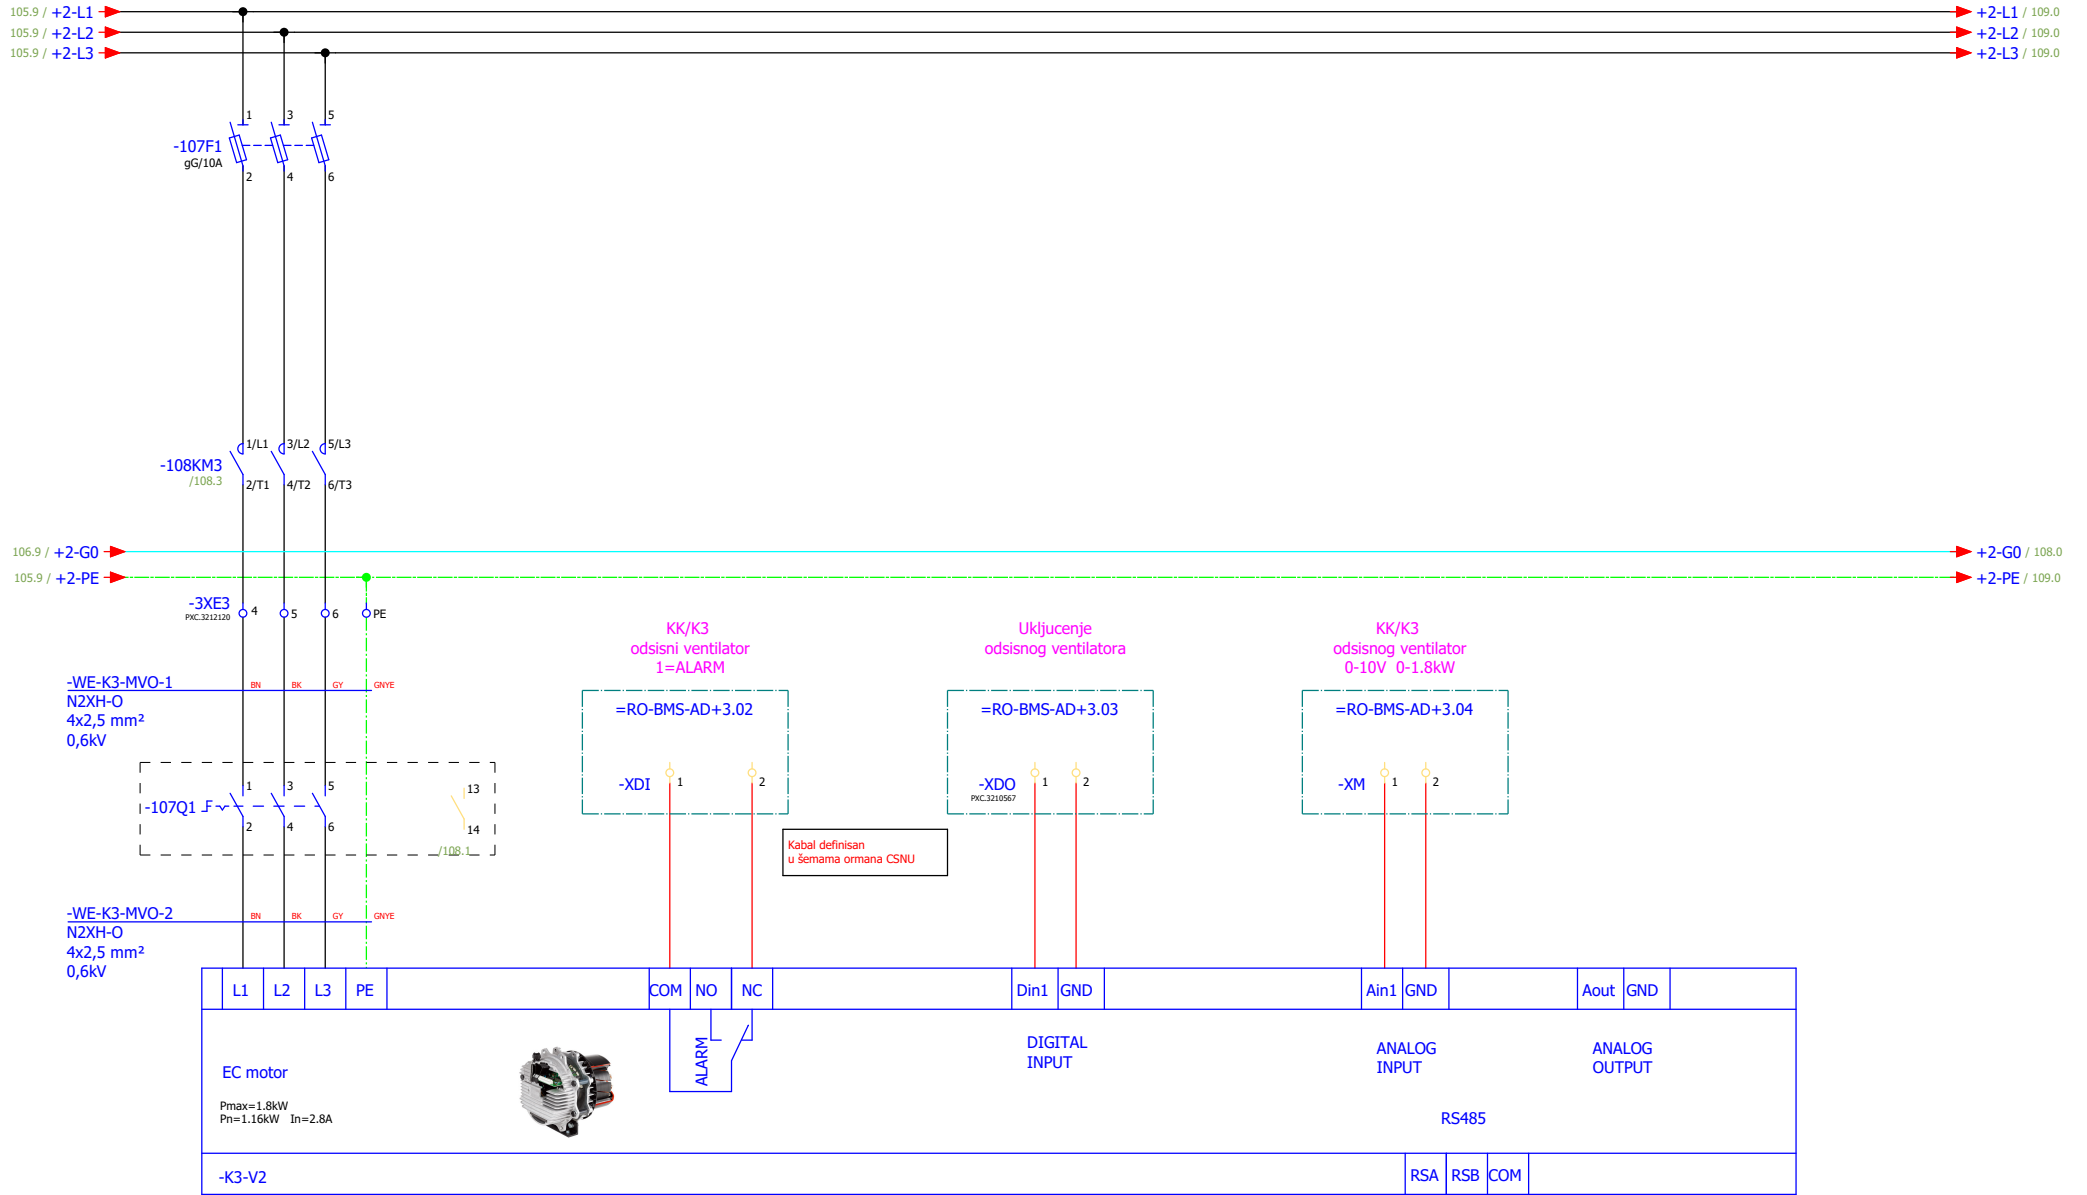 105.9 / +2-L1
+2-L1 / 109.0
105.9 / +2-L2
+2-L2 / 109.0
105.9 / +2-L3
+2-L3 / 109.0
1 3 5
-107F1
gG/10A
2 4 6
1/L1 3/L2 5/L3
-108KM3
/108.3
2/T1 4/T2 6/T3
106.9 / +2-G0
+2-G0 / 108.0
105.9 / +2-PE
+2-PE / 109.0
-3XE3
PXC.3212120
4 5 6 PE
KK/K3
odsisni ventilator
1=ALARM
Ukljucenje
odsisnog ventilatora
KK/K3
odsisnog ventilator
0-10V 0-1.8kW
-WE-K3-MVO-1
BN BK GY GNYE
N2XH-O
4x2,5 mm²
0,6kV
=RO-BMS-AD+3.02
=RO-BMS-AD+3.03
=RO-BMS-AD+3.04
-XDI 1 2
-XDO 1 2
PXC.3210567
-XM 1 2
1 3 5 13
-107Q1
2 4 6 14
/108.1
Kabal definisan
u šemama ormana CSNU
-WE-K3-MVO-2
BN BK GY GNYE
N2XH-O
4x2,5 mm²
0,6kV
L1 L2 L3 PE COM NO NC Din1 GND Ain1 GND Aout GND
ALARM
DIGITAL
INPUT
ANALOG
INPUT
ANALOG
OUTPUT
EC motor
Pmax=1.8kW
Pn=1.16kW In=2.8A
RS485
-K3-V2
RSA RSB COM